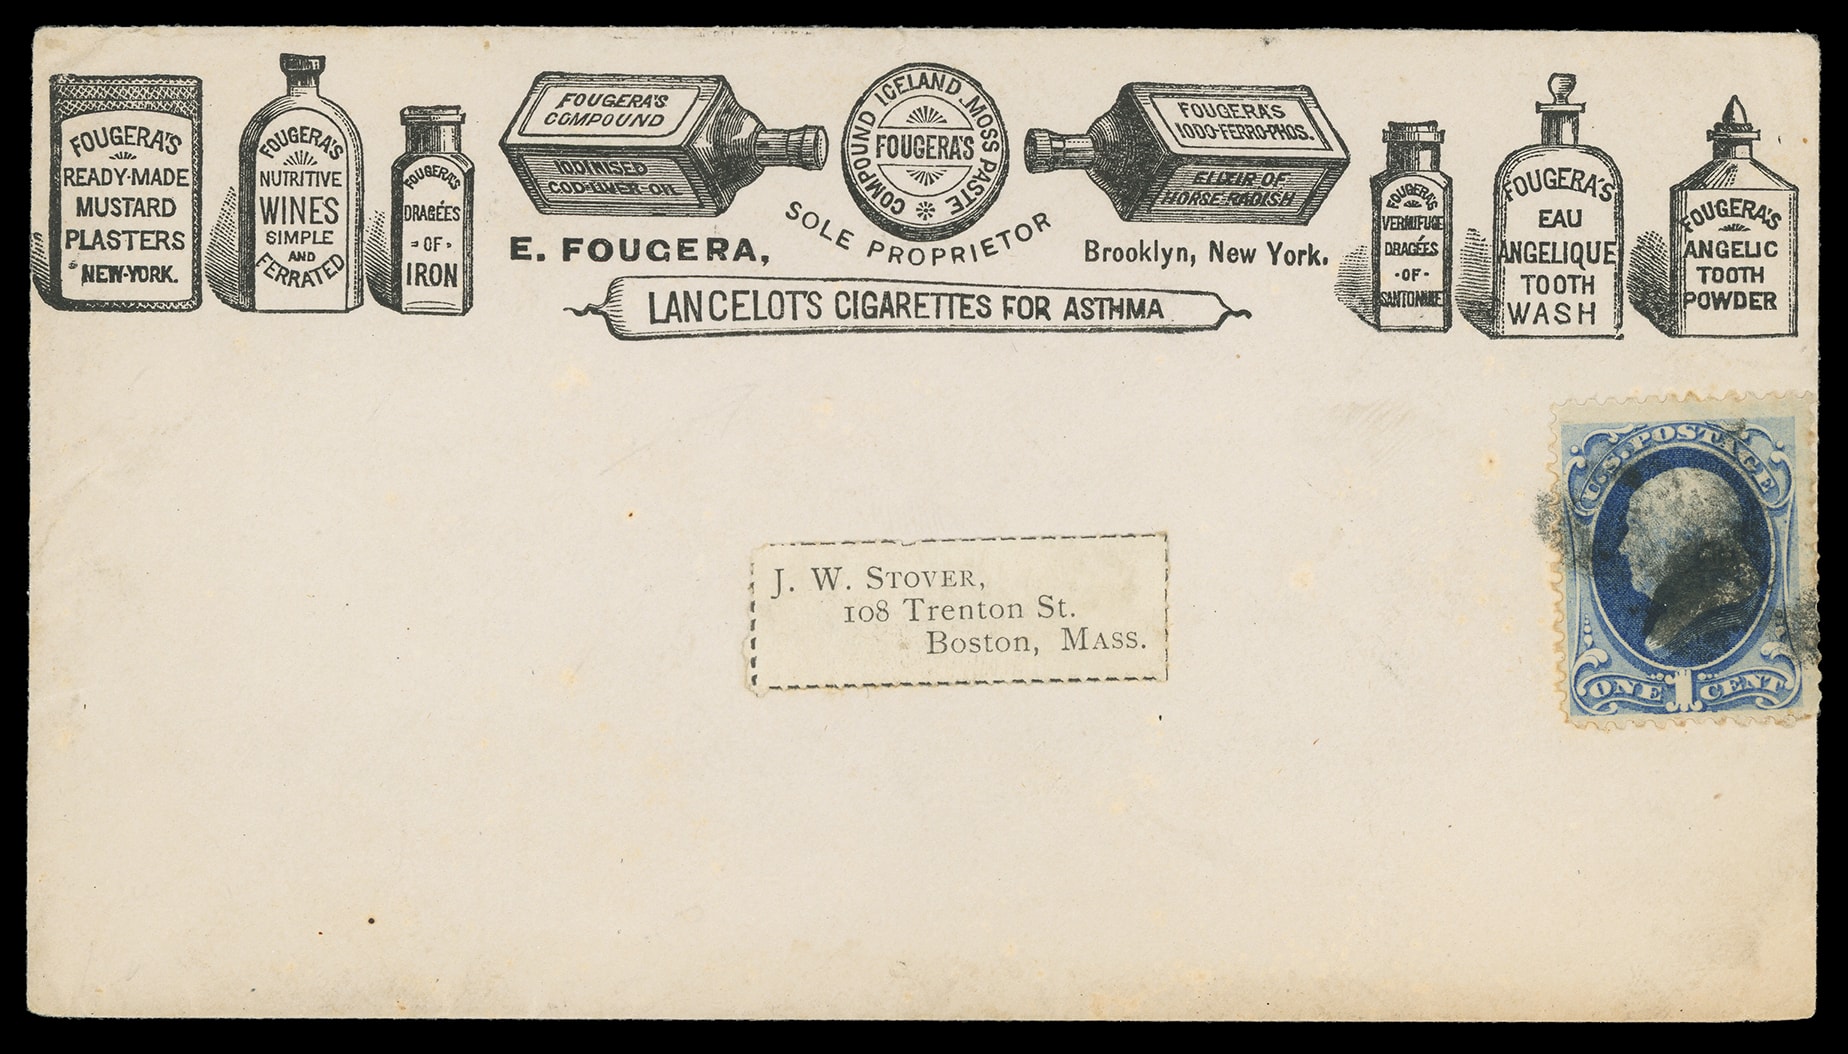 FOUGERA'S
READY-MADE
MUSTARD
PLASTERS
NEW-YORK.
FOUGERA'S
NUTRITIVE
WINES
SIMPLE
AND
FERRATED
FOUGERA'S
DRAGÉES
OF
IRON
FOUGERA'S
COMPOUND
IODINISED
COD-LIVER-OIL
COMPOUND ICELAND MOSS PASTE
FOUGERA'S
FOUGERA'S
IODO-FERRO-PHOS.
ELIXIR OF
HORSE-RADISH
FOUGERA'S
VERMIFUGE
DRAGÉES
-OF-
SANTONINE
FOUGERA'S
EAU
ANGELIQUE
TOOTH
WASH
FOUGERA'S
ANGELIC
TOOTH
POWDER
E. FOUGERA,
SOLE PROPRIETOR
Brooklyn, New York.
LANCELOT'S CIGARETTES FOR ASTHMA
U.S. POSTAGE
ONE 1 CENT
J. W. STOVER,
108 Trenton St.
Boston, MASS.